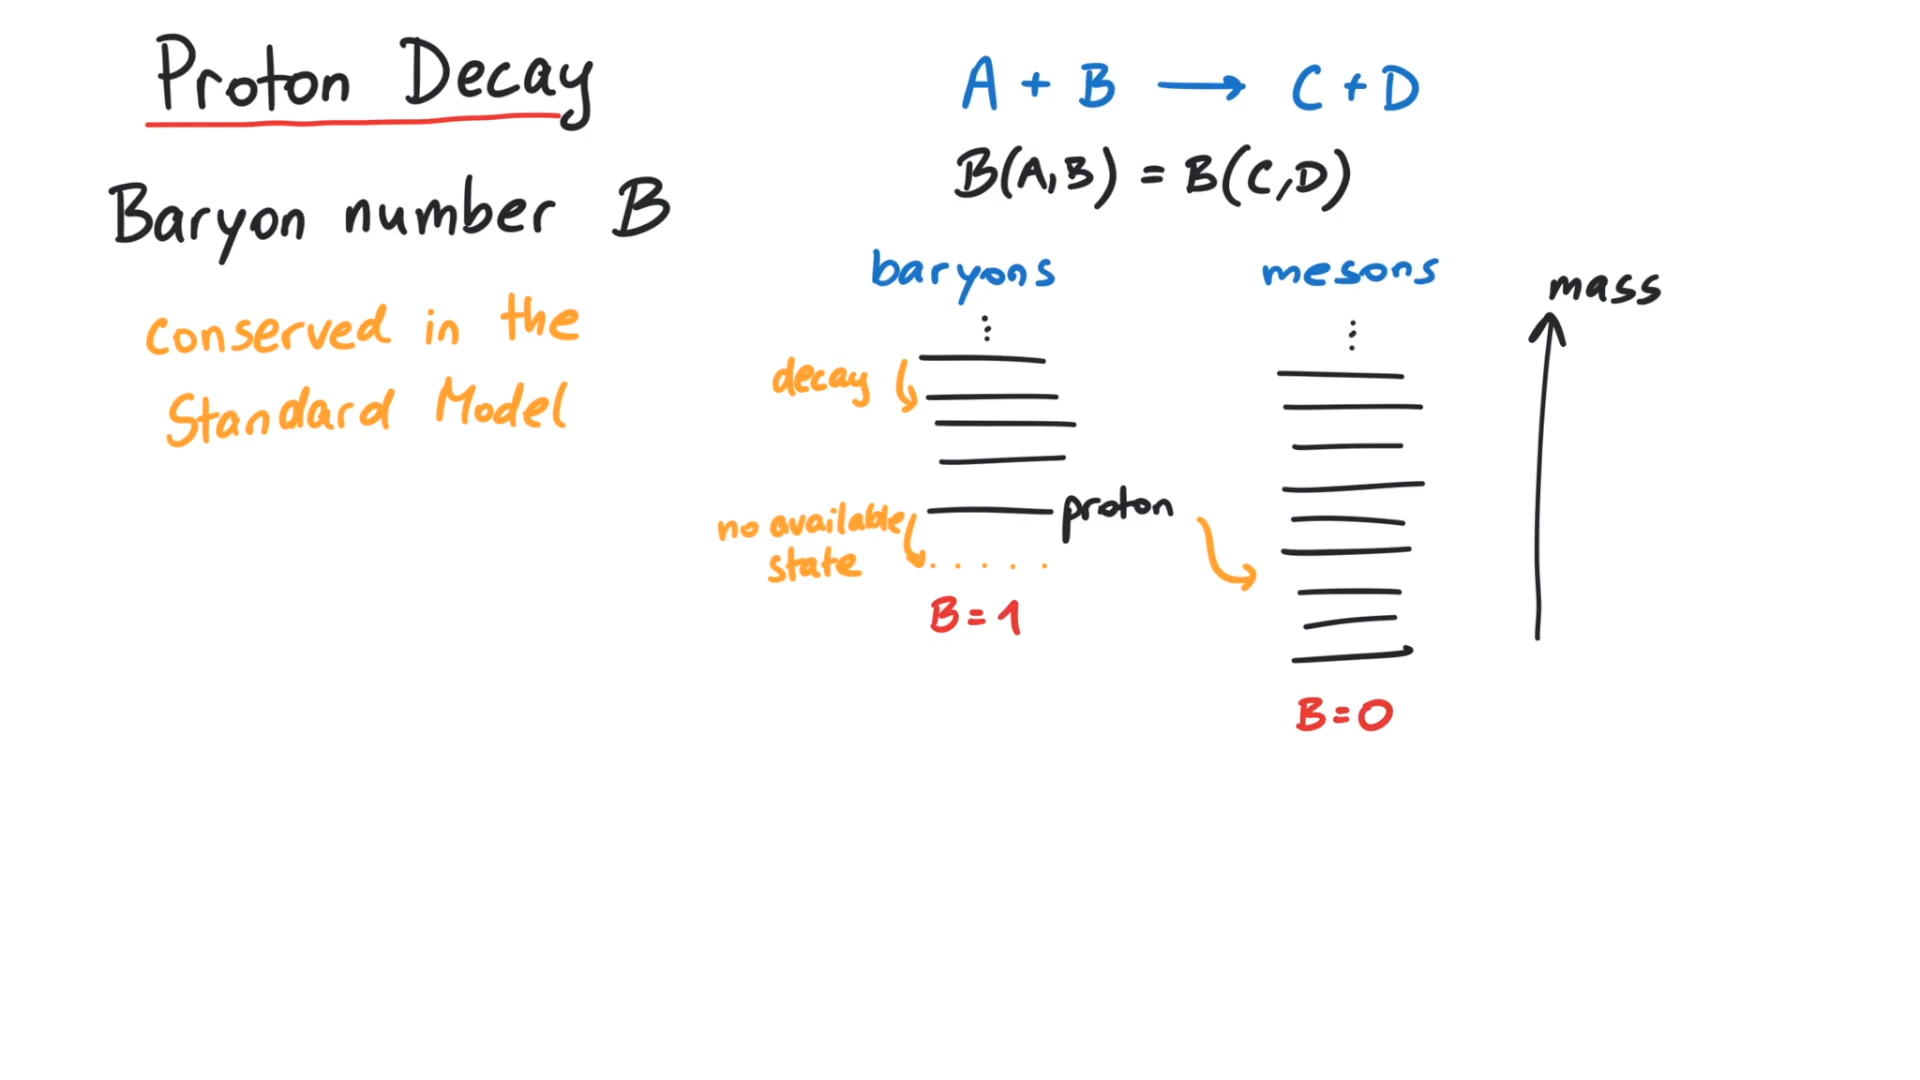 Proton Decay
Baryon number B
conserved in the
Standard Model
A + B ⟶ C + D
B(A,B) = B(C,D)
baryons
mesons
mass
decay
proton
no available
state
B = 1
B = 0